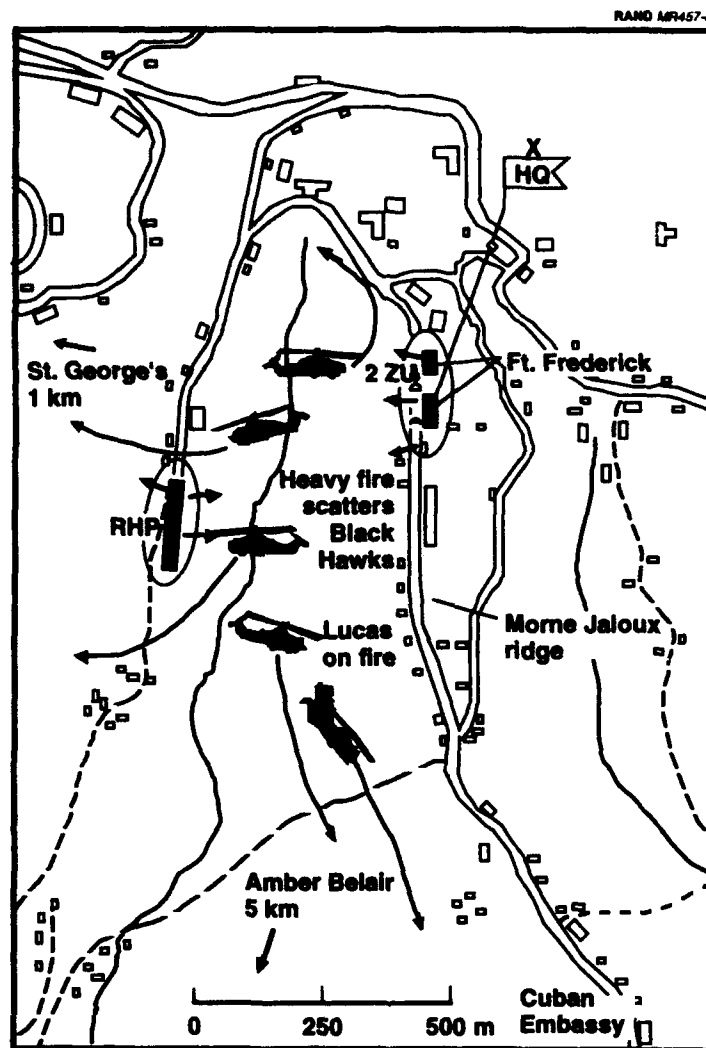 RAND MR457-
X
HQ
St. George's
1 km
2 ZU
Ft. Frederick
Heavy fire
scatters
Black
Hawks
RHP
Lucas
on fire
Morne Jaloux
ridge
Amber Belair
5 km
0 250 500 m
Cuban
Embassy